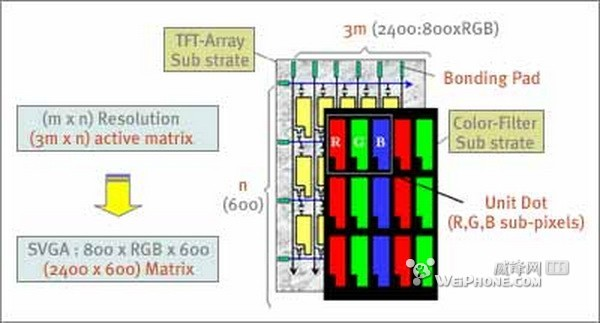 3m (2400:800xRGB)
TFT-Array
Sub strate
Bonding Pad
(m x n) Resolution
(3m x n) active matrix
Color-Filter
Sub strate
R G B
n
(600)
Unit Dot
(R,G,B sub-pixels)
SVGA : 800 x RGB x 600
(2400 x 600) Matrix
威锋网
WEiPHONE.COM